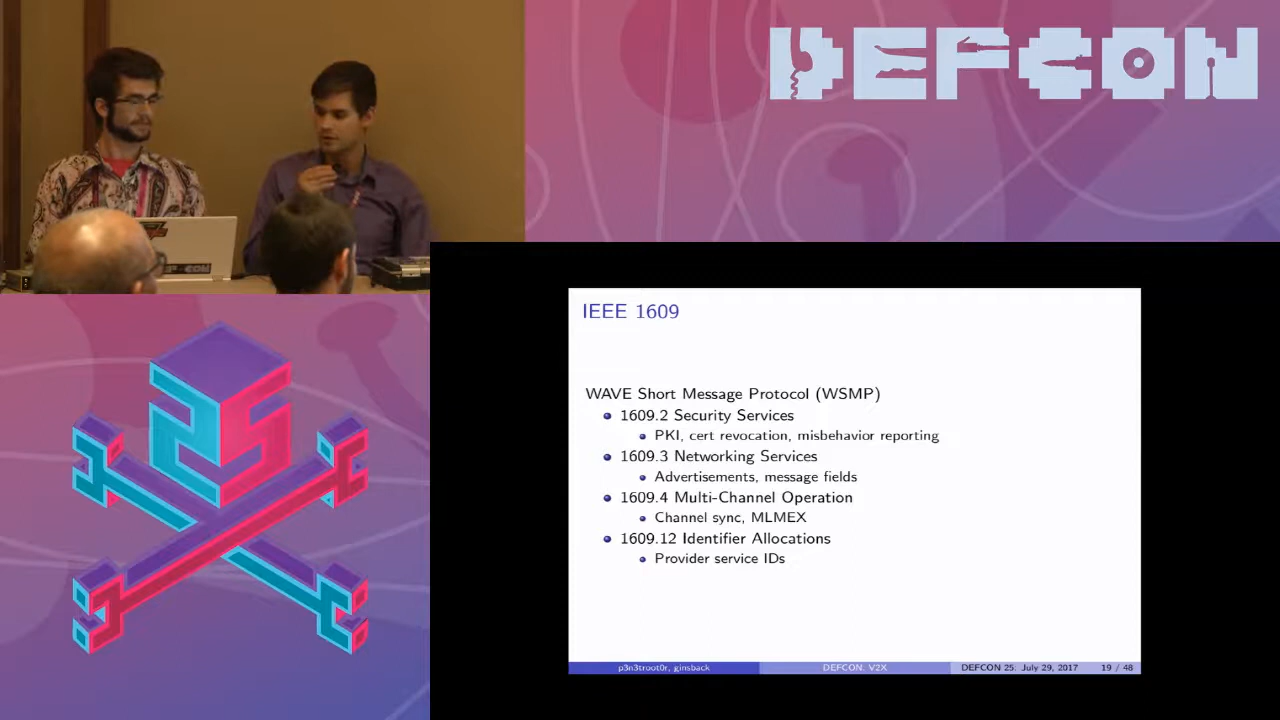 DEFCON
IEEE 1609
WAVE Short Message Protocol (WSMP)
1609.2 Security Services
PKI, cert revocation, misbehavior reporting
1609.3 Networking Services
Advertisements, message fields
1609.4 Multi-Channel Operation
Channel sync, MLMEX
1609.12 Identifier Allocations
Provider service IDs
p3n3troot0r, ginsback
DEFCON. V2X
DEFCON 25. July 29, 2017
19 / 48